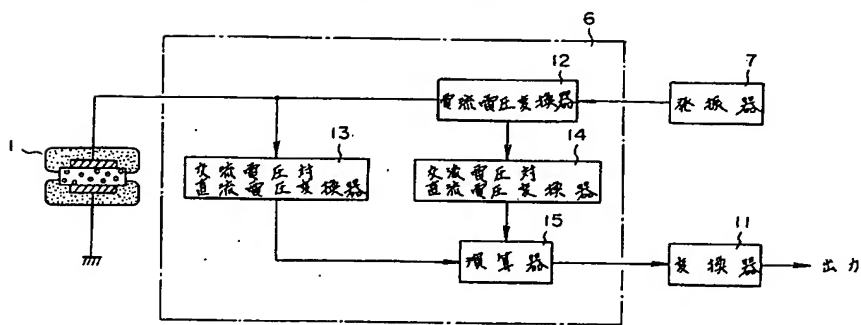 6
12
7
電流電圧変換器
発振器
1
13
14
交流電圧対
直流電圧変換器
交流電圧対
直流電圧変換器
15
11
演算器
変換器
出力